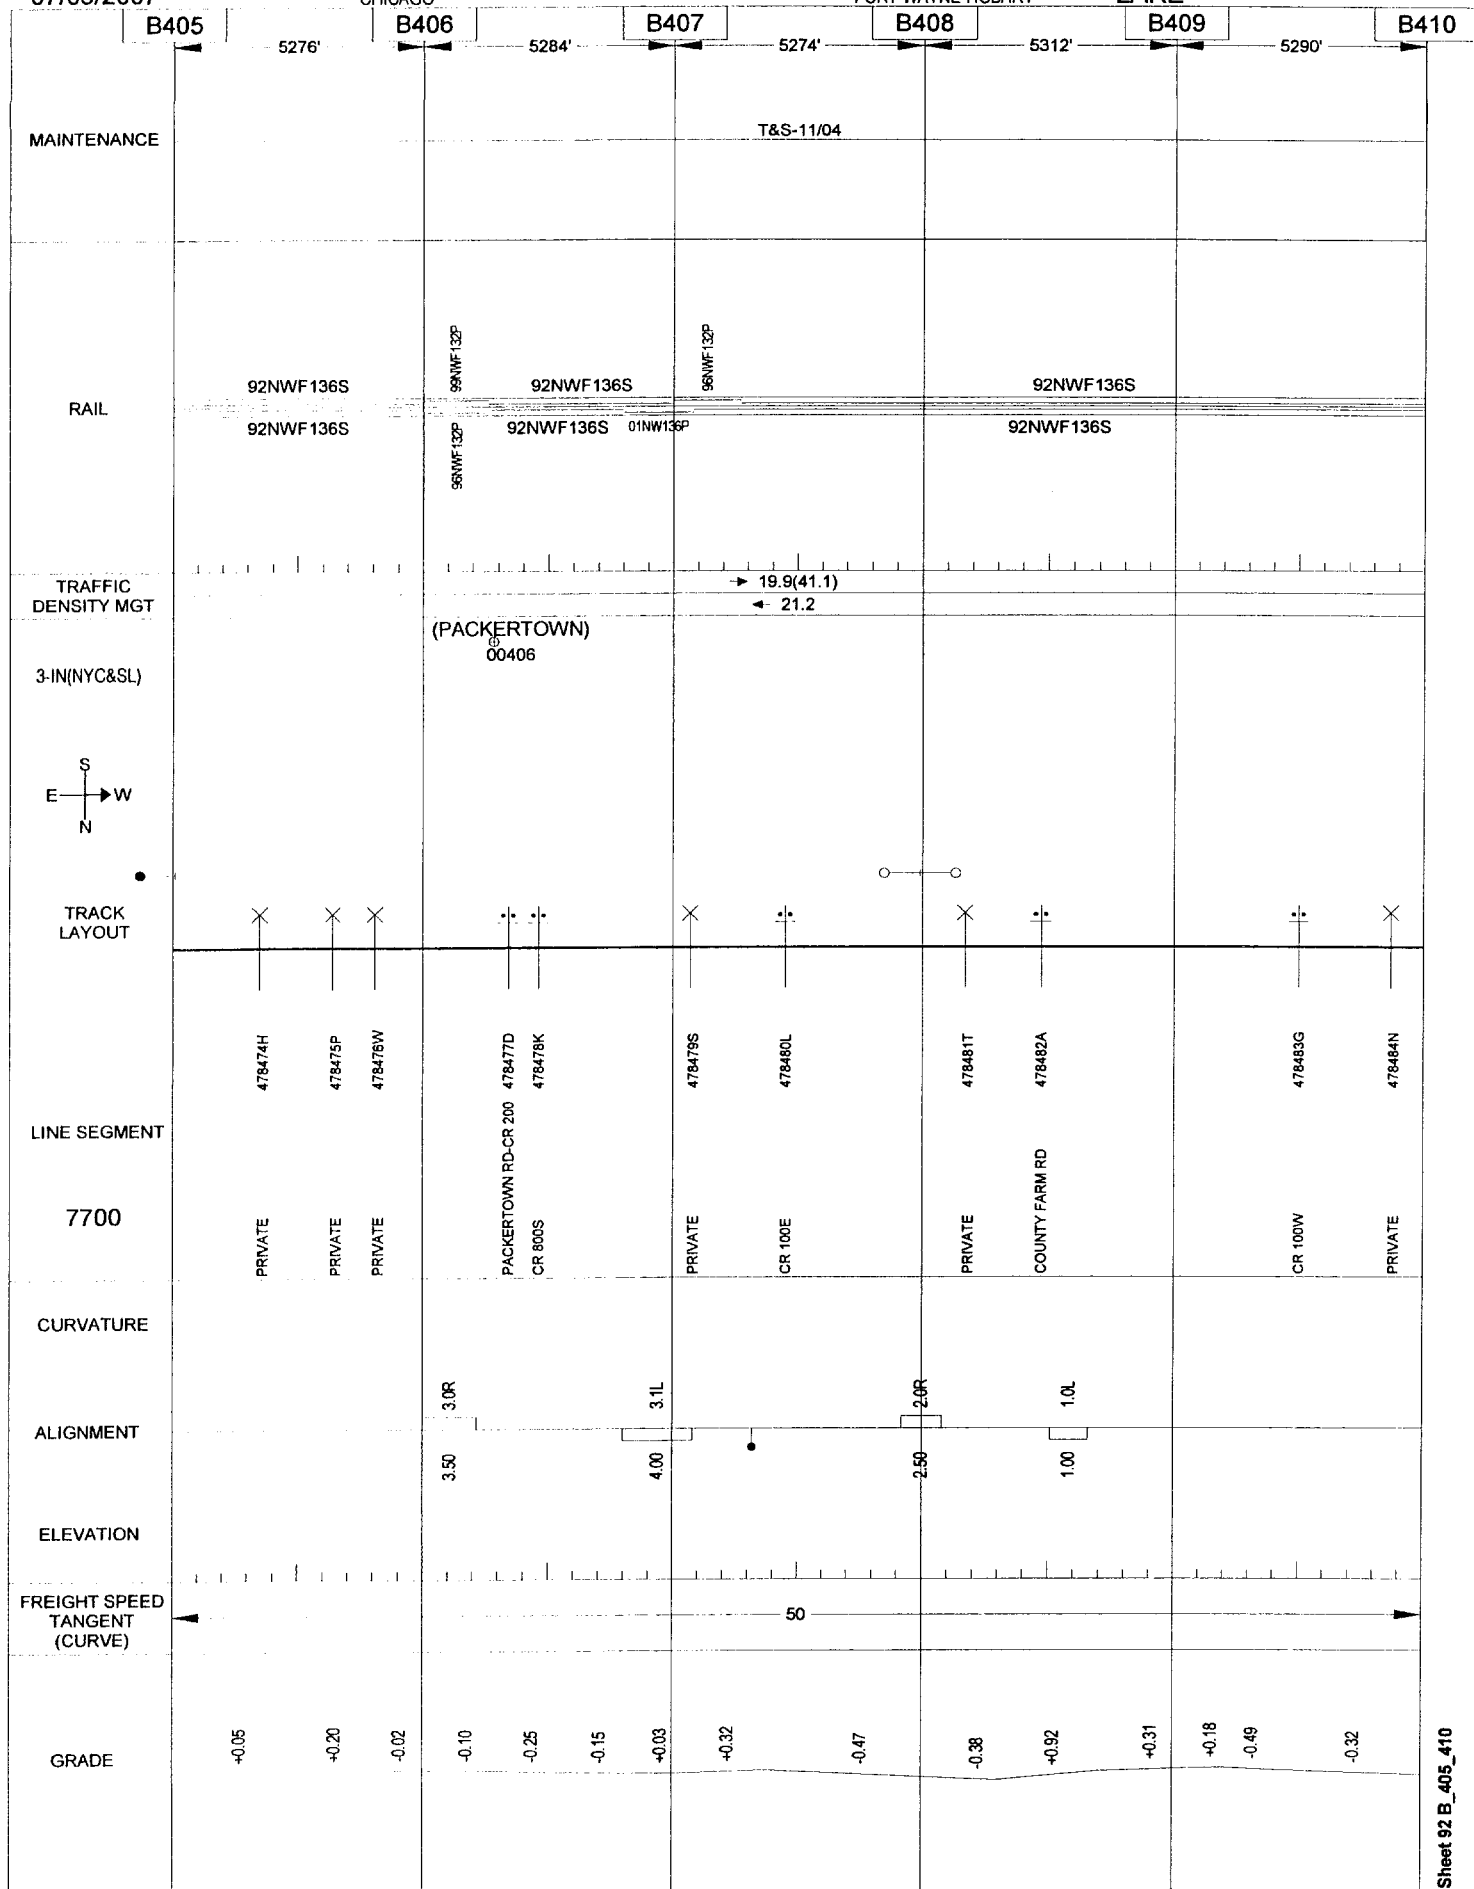 B405 B406 B407 B408 B409 B410
5276' 5284' 5274' 5312' 5290'
MAINTENANCE
T&S-11/04
99NWF132P 96NWF132P
92NWF136S 92NWF136S 92NWF136S
RAIL
92NWF136S 96NWF132P 92NWF136S 01NW136P 92NWF136S
TRAFFIC
DENSITY MGT
19.9(41.1)
21.2
(PACKERTOWN)
00406
3-IN(NYC&SL)
S
E W
N
TRACK
LAYOUT
478474H 478475P 478476W 478477D 478478K 478479S 478480L 478481T 478482A 478483G 478484N
LINE SEGMENT
7700
PRIVATE PRIVATE PRIVATE PACKERTOWN RD-CR 200 CR 800S PRIVATE CR 100E PRIVATE COUNTY FARM RD CR 100W PRIVATE
CURVATURE
3.0R 3.1L 2.0R 1.0L
ALIGNMENT
3.50 4.00 2.50 1.00
ELEVATION
FREIGHT SPEED
TANGENT
(CURVE)
50
GRADE
+0.05 +0.20 -0.02 -0.10 -0.25 -0.15 +0.03 +0.32 -0.47 -0.38 +0.92 +0.31 +0.18 -0.49 -0.32
Sheet 92 B_405_410